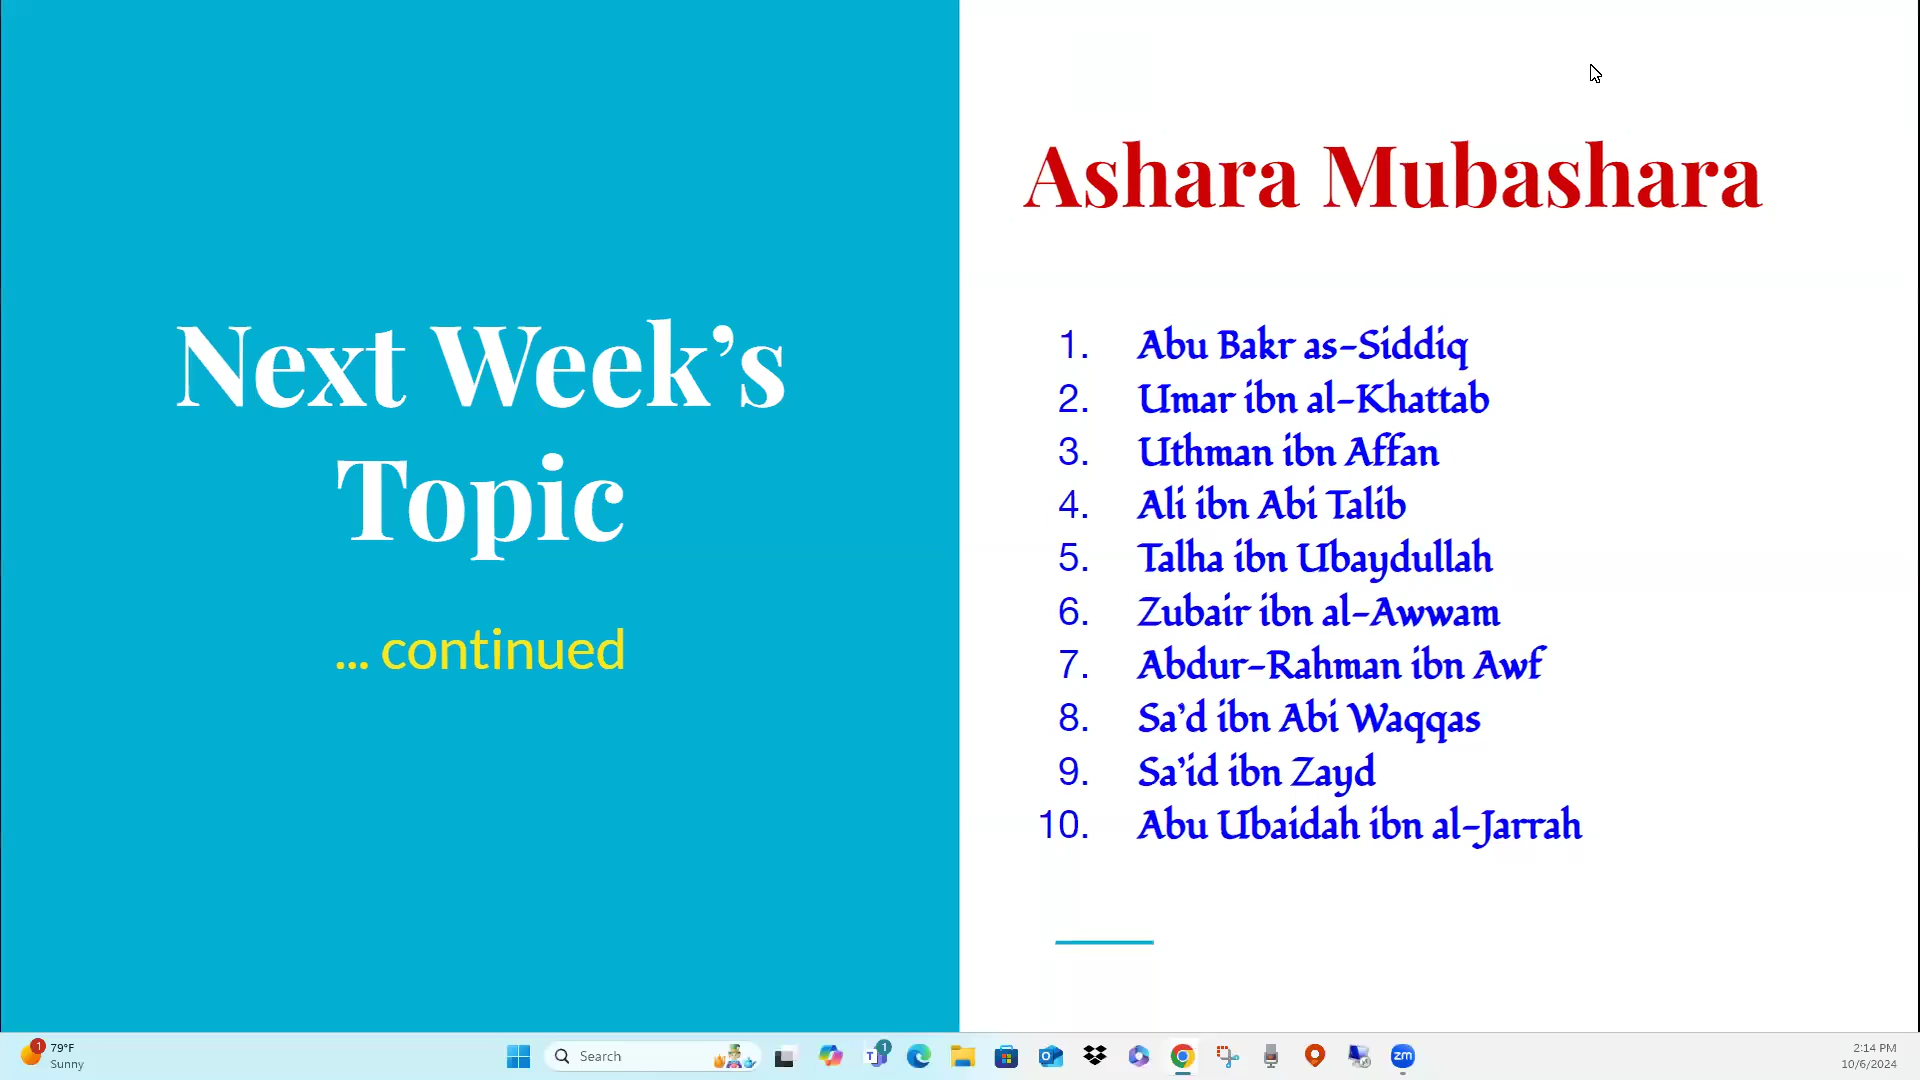 Next Week's
Topic
... continued
Ashara Mubashara
1. Abu Bakr as-Siddiq
2. Umar ibn al-Khattab
3. Uthman ibn Affan
4. Ali ibn Abi Talib
5. Talha ibn Ubaydullah
6. Zubair ibn al-Awwam
7. Abdur-Rahman ibn Awf
8. Sa'd ibn Abi Waqqas
9. Sa'id ibn Zayd
10. Abu Ubaidah ibn al-Jarrah
1
79°F
Sunny
Search
1
zm
2:14 PM
10/6/2024